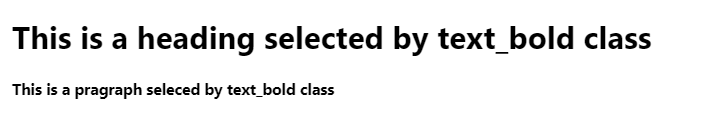 This is a heading selected by text_bold class
This is a pragraph seleced by text_bold class